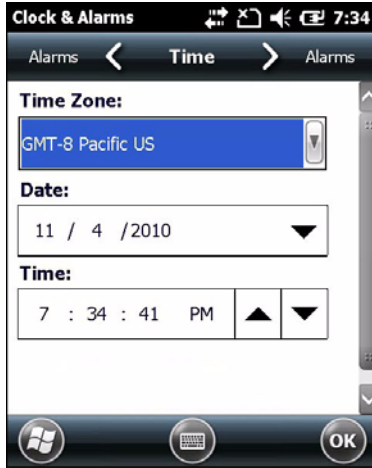 Clock & Alarms 7:34
Alarms Time Alarms
Time Zone:
GMT-8 Pacific US
Date:
11 / 4 /2010
Time:
7 : 34 : 41 PM
OK